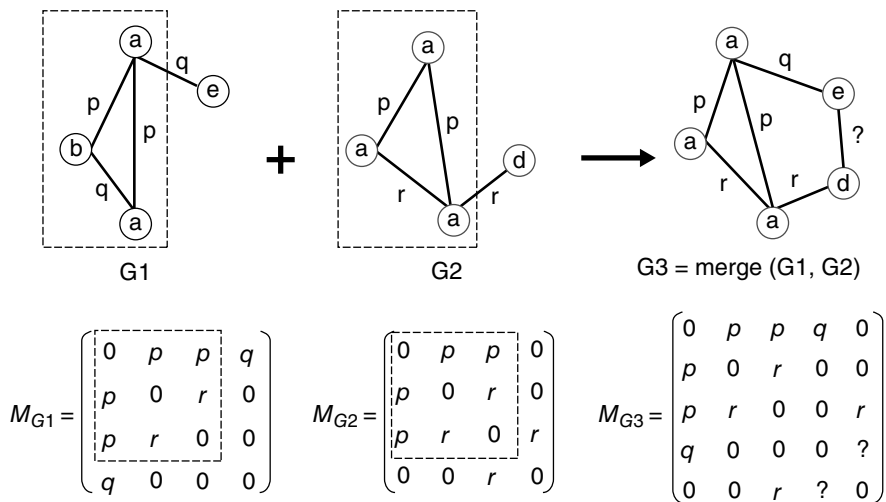 a
q
e
p
p
b
q
a
G1
+
a
p
p
a
d
r
a
r
G2
a
q
e
p
p
?
a
r
r
d
a
G3 = merge (G1, G2)
M_G1 =
0 p p q
p 0 r 0
p r 0 0
q 0 0 0
M_G2 =
0 p p 0
p 0 r 0
p r 0 r
0 0 r 0
M_G3 =
0 p p q 0
p 0 r 0 0
p r 0 0 r
q 0 0 0 ?
0 0 r ? 0